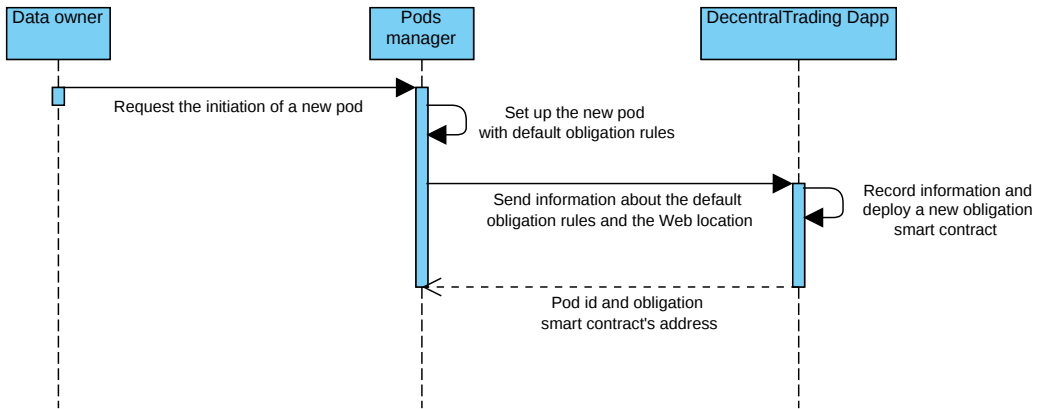 Data owner
Pods
manager
DecentralTrading Dapp
Request the initiation of a new pod
Set up the new pod
with default obligation rules
Send information about the default
obligation rules and the Web location
Record information and
deploy a new obligation
smart contract
Pod id and obligation
smart contract's address